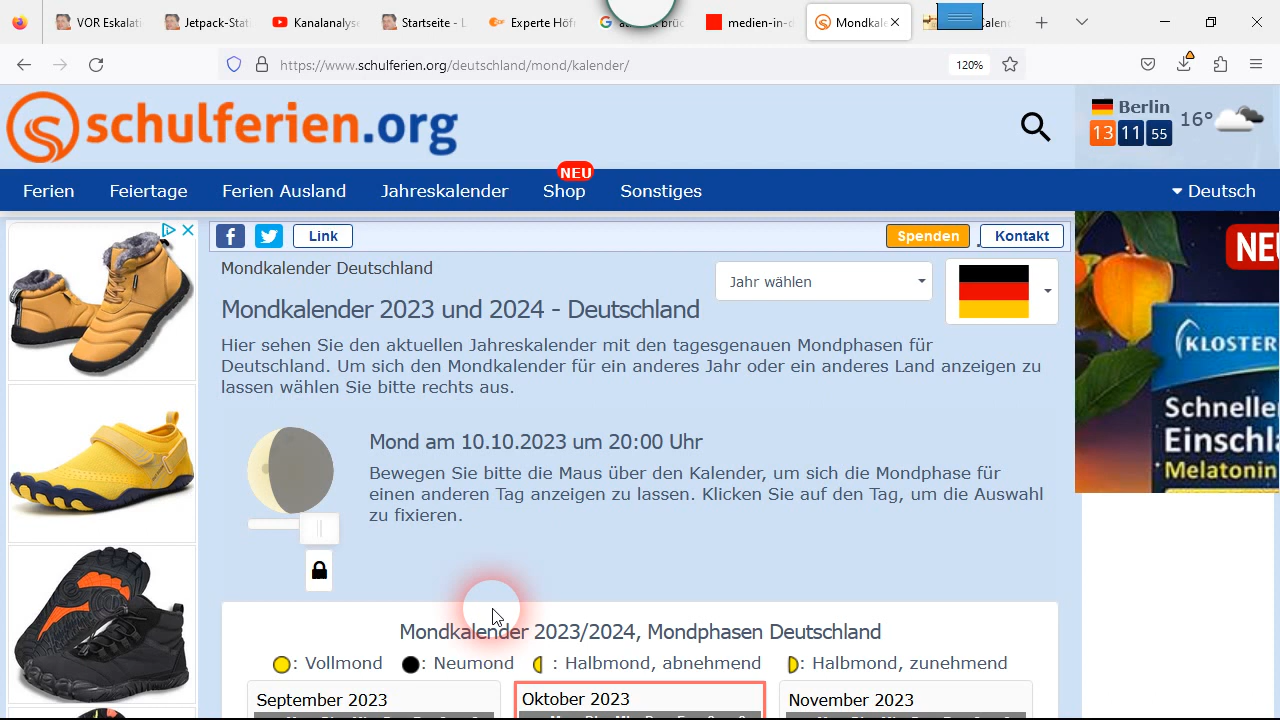 VOR Eskalati
Jetpack-Stat
Kanalanalyse
Startseite - L
Experte Höf
medien-in-d
Mondkale
https://www.schulferien.org/deutschland/mond/kalender/
120%
schulferien.org
Berlin
13 11 55
16°
NEU
Ferien
Feiertage
Ferien Ausland
Jahreskalender
Shop
Sonstiges
Deutsch
Link
Spenden
Kontakt
Mondkalender Deutschland
Jahr wählen
Mondkalender 2023 und 2024 - Deutschland
Hier sehen Sie den aktuellen Jahreskalender mit den tagesgenauen Mondphasen für
Deutschland. Um sich den Mondkalender für ein anderes Jahr oder ein anderes Land anzeigen zu
lassen wählen Sie bitte rechts aus.
Mond am 10.10.2023 um 20:00 Uhr
Bewegen Sie bitte die Maus über den Kalender, um sich die Mondphase für
einen anderen Tag anzeigen zu lassen. Klicken Sie auf den Tag, um die Auswahl
zu fixieren.
Mondkalender 2023/2024, Mondphasen Deutschland
: Vollmond
: Neumond
: Halbmond, abnehmend
: Halbmond, zunehmend
September 2023
Oktober 2023
November 2023
NEU
KLOSTER
Schnelle
Einschla
Melatonin